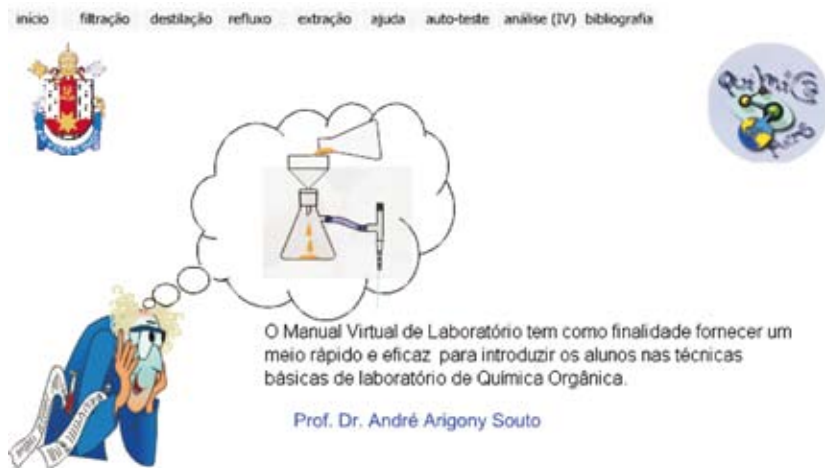 início filtração destilação refluxo extração ajuda auto-teste análise (IV) bibliografia
O Manual Virtual de Laboratório tem como finalidade fornecer um
meio rápido e eficaz para introduzir os alunos nas técnicas
básicas de laboratório de Química Orgânica.
Prof. Dr. André Arigony Souto